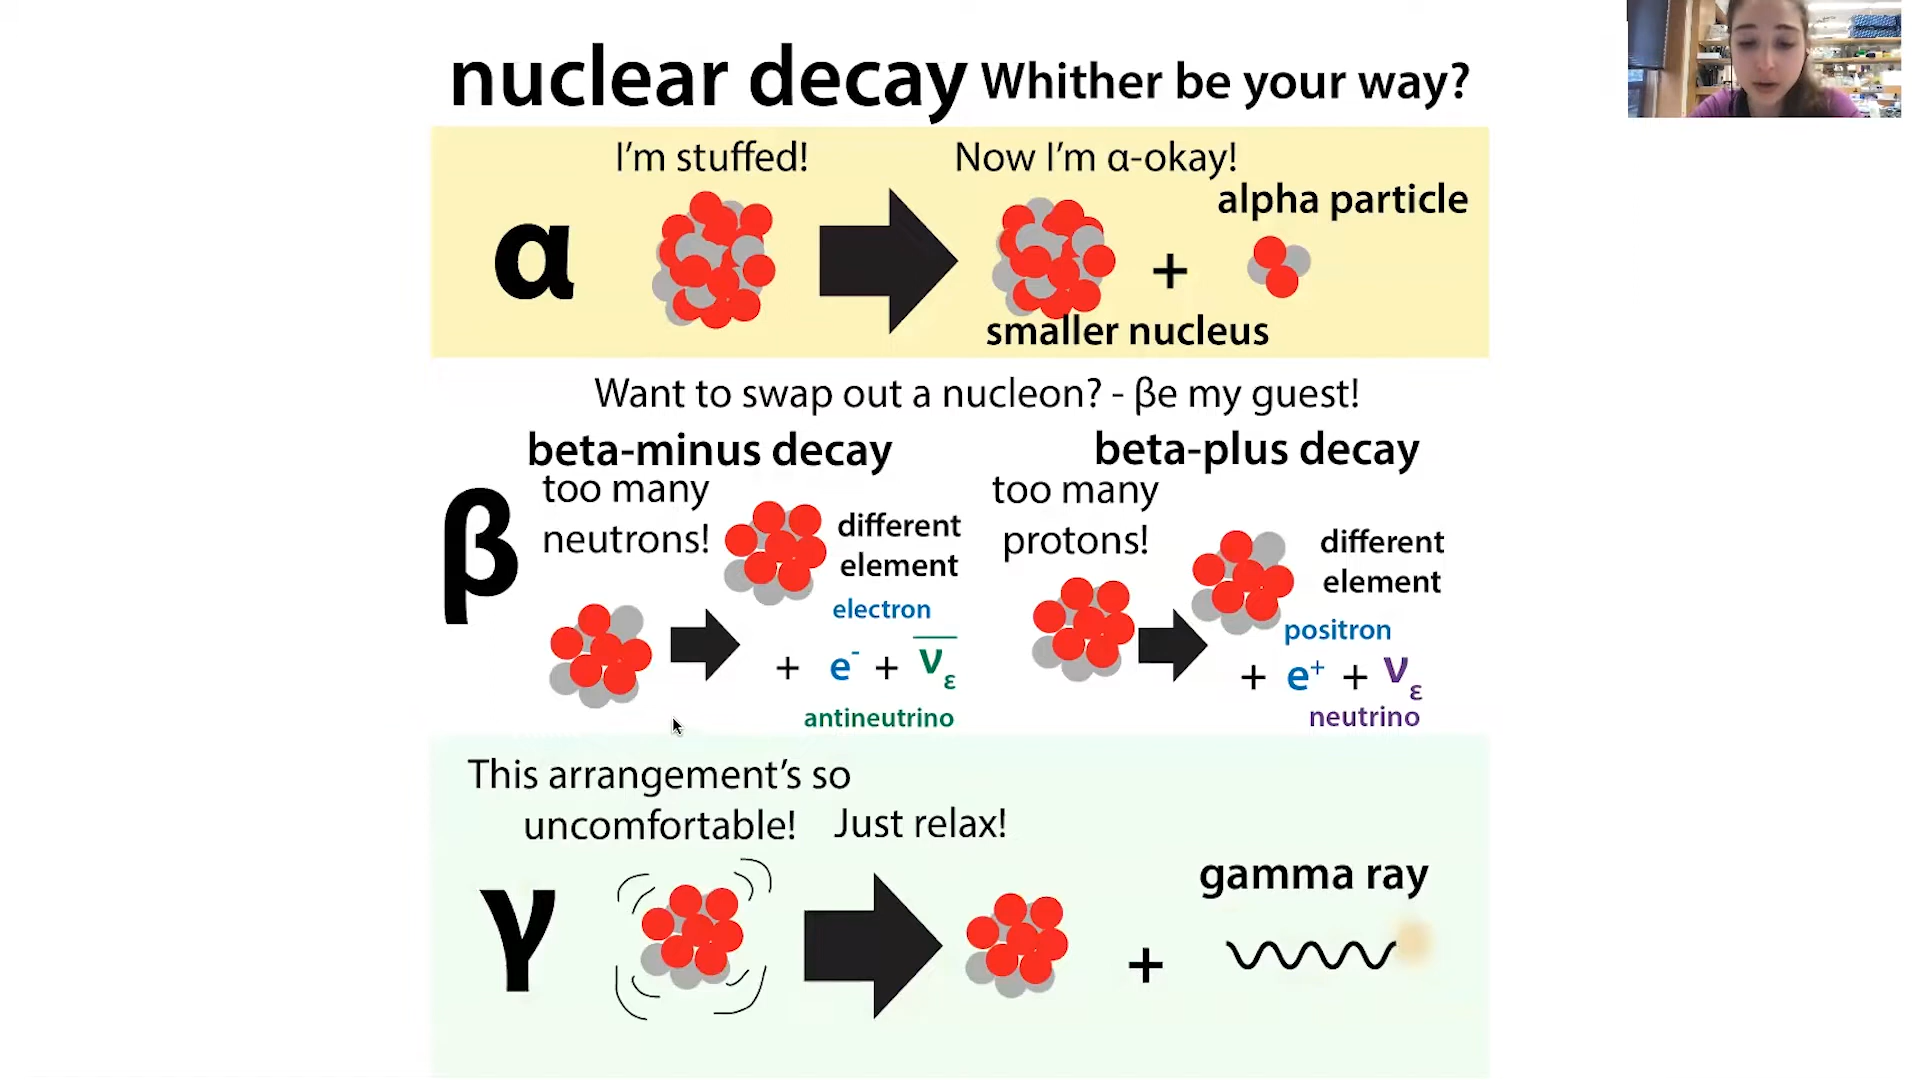 nuclear decay Whither be your way?
I'm stuffed!
Now I'm α-okay!
alpha particle
α
+
smaller nucleus
Want to swap out a nucleon? - βe my guest!
beta-minus decay
too many
neutrons!
β
different
element
electron
+ e⁻ + ν̅ε
antineutrino
beta-plus decay
too many
protons!
different
element
positron
+ e⁺ + νε
neutrino
This arrangement's so
uncomfortable!
Just relax!
γ
+
gamma ray